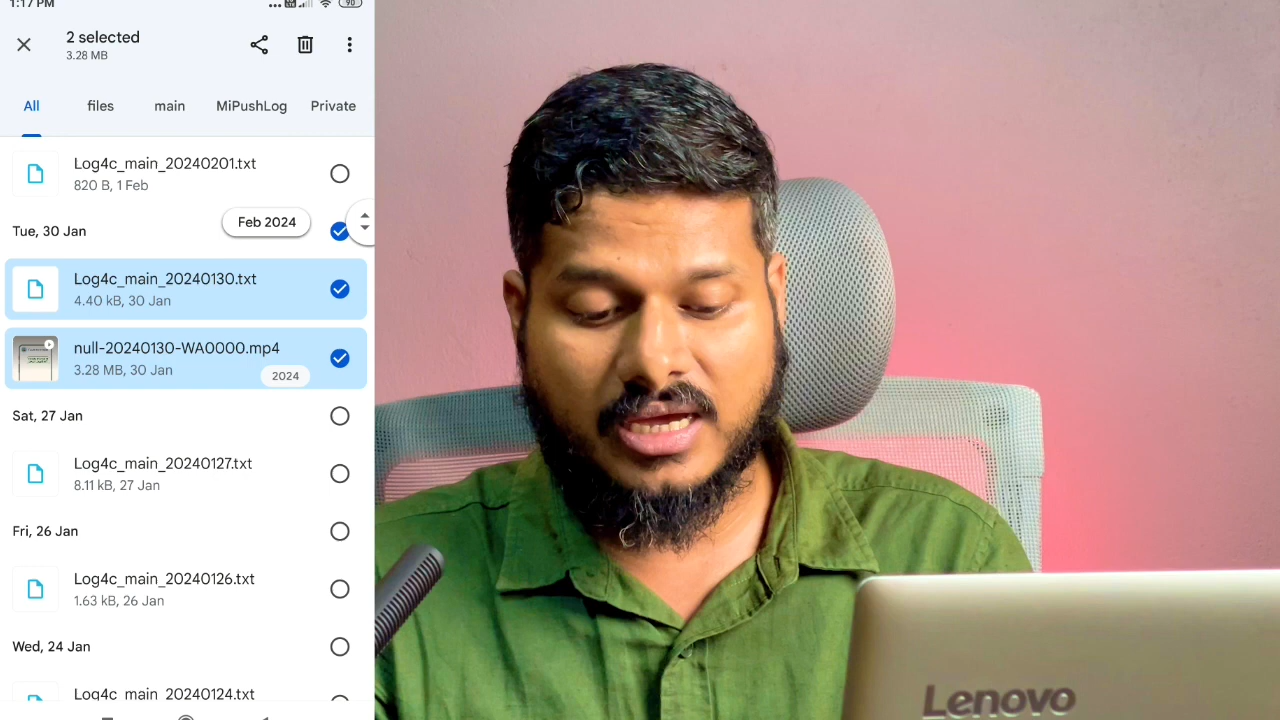 1:17 PM
90
2 selected
3.28 MB
All files main MiPushLog Private
Log4c_main_20240201.txt
820 B, 1 Feb
Tue, 30 Jan
Feb 2024
Log4c_main_20240130.txt
4.40 kB, 30 Jan
null-20240130-WA0000.mp4
3.28 MB, 30 Jan
2024
Sat, 27 Jan
Log4c_main_20240127.txt
8.11 kB, 27 Jan
Fri, 26 Jan
Log4c_main_20240126.txt
1.63 kB, 26 Jan
Wed, 24 Jan
Log4c_main_20240124.txt
Lenovo